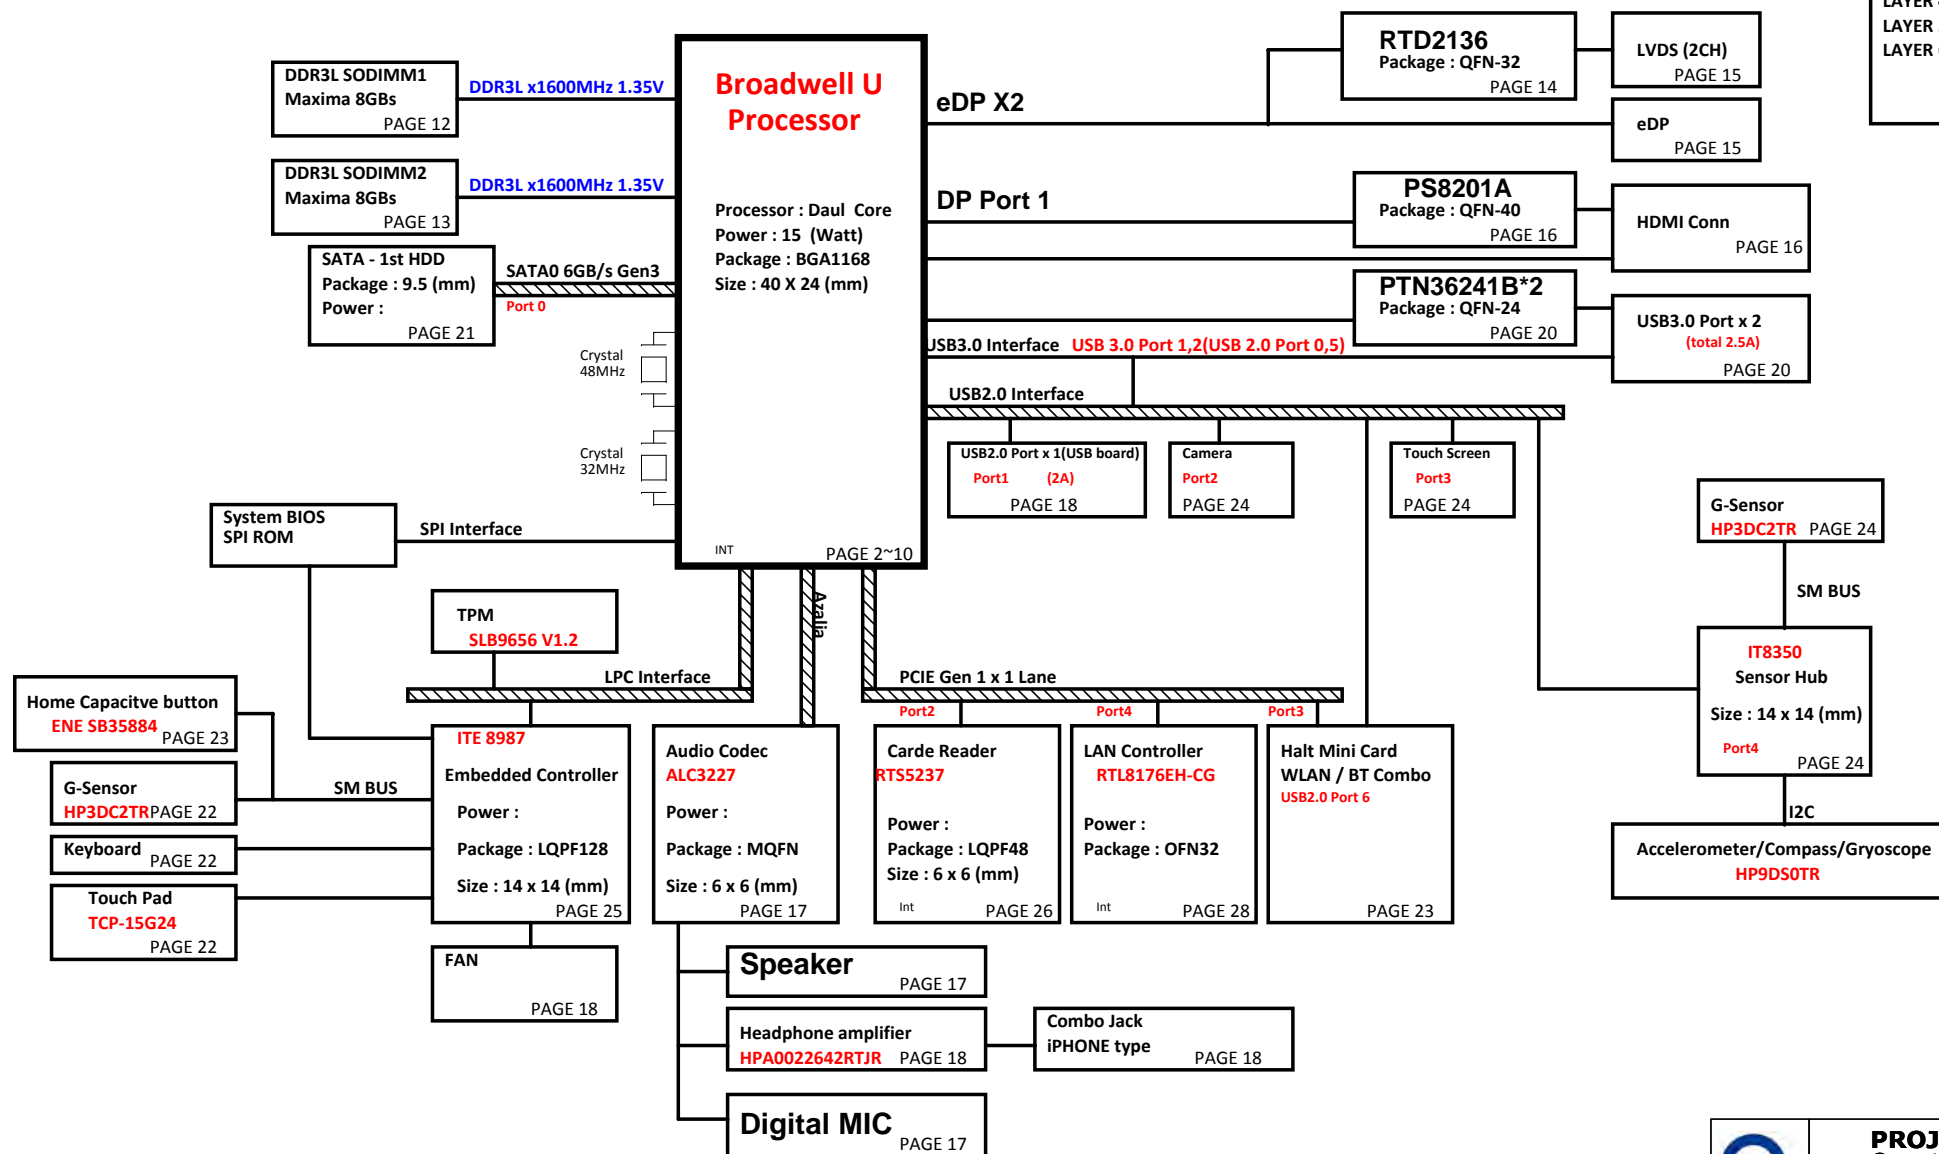 LAYER
LAYER
LAYER
RTD2136
Package : QFN-32
PAGE 14
LVDS (2CH)
PAGE 15
eDP
PAGE 15
DDR3L SODIMM1
Maxima 8GBs
PAGE 12
DDR3L x1600MHz 1.35V
DDR3L SODIMM2
Maxima 8GBs
PAGE 13
DDR3L x1600MHz 1.35V
SATA - 1st HDD
Package : 9.5 (mm)
Power :
PAGE 21
SATA0 6GB/s Gen3
Port 0
Crystal
48MHz
Crystal
32MHz
Broadwell U
Processor
Processor : Daul Core
Power : 15 (Watt)
Package : BGA1168
Size : 40 X 24 (mm)
INT
PAGE 2~10
eDP X2
DP Port 1
PS8201A
Package : QFN-40
PAGE 16
HDMI Conn
PAGE 16
PTN36241B*2
Package : QFN-24
PAGE 20
USB3.0 Port x 2
(total 2.5A)
PAGE 20
USB3.0 Interface USB 3.0 Port 1,2(USB 2.0 Port 0,5)
USB2.0 Interface
USB2.0 Port x 1(USB board)
Port1 (2A)
PAGE 18
Camera
Port2
PAGE 24
Touch Screen
Port3
PAGE 24
G-Sensor
HP3DC2TR PAGE 24
SM BUS
IT8350
Sensor Hub
Size : 14 x 14 (mm)
Port4
PAGE 24
I2C
Accelerometer/Compass/Gryoscope
HP9DS0TR
System BIOS
SPI ROM
SPI Interface
TPM
SLB9656 V1.2
LPC Interface
Azalia
PCIE Gen 1 x 1 Lane
Port2
Port4
Port3
Home Capacitve button
ENE SB35884 PAGE 23
G-Sensor
HP3DC2TR PAGE 22
SM BUS
Keyboard PAGE 22
Touch Pad
TCP-15G24
PAGE 22
ITE 8987
Embedded Controller
Power :
Package : LQPF128
Size : 14 x 14 (mm)
PAGE 25
Audio Codec
ALC3227
Power :
Package : MQFN
Size : 6 x 6 (mm)
PAGE 17
Carde Reader
RTS5237
Power :
Package : LQPF48
Size : 6 x 6 (mm)
Int PAGE 26
LAN Controller
RTL8176EH-CG
Power :
Package : OFN32
Int PAGE 28
Halt Mini Card
WLAN / BT Combo
USB2.0 Port 6
PAGE 23
FAN
PAGE 18
Speaker
PAGE 17
Headphone amplifier
HPA0022642RTJR PAGE 18
Combo Jack
iPHONE type
PAGE 18
Digital MIC
PAGE 17
PROJ